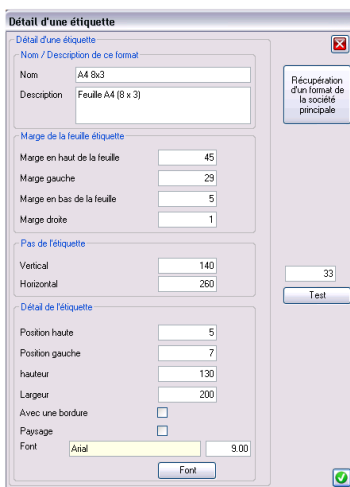 Détail d'une étiquette
Détail d'une étiquette
Nom / Description de ce format
Nom A4 8x3
Description Feuille A4 (8 x 3)
Récupération
d'un format de
la société
principale
Marge de la feuille étiquette
Marge en haut de la feuille 45
Marge gauche 29
Marge en bas de la feuille 5
Marge droite 1
Pas de l'étiquette
Vertical 140
Horizontal 260
33
Test
Détail de l'étiquette
Position haute 5
Position gauche 7
hauteur 130
Largeur 200
Avec une bordure
Paysage
Font Arial 9.00
Font